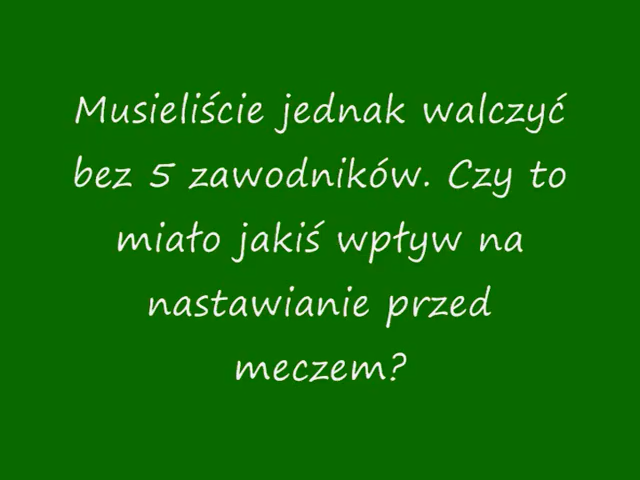 Musieliście jednak walczyć
bez 5 zawodników. Czy to
miało jakiś wpływ na
nastawianie przed
meczem?